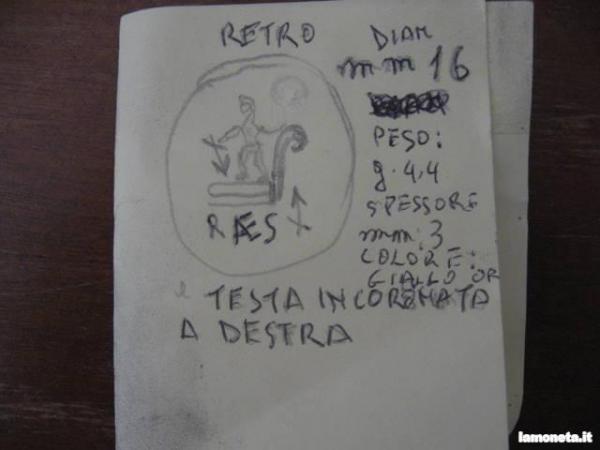 RETRO
DIAM
mm 16
PESO:
g. 4,4
SPESSORE
mm: 3
COLORE:
GIALLO OR
RÆS
TESTA INCORONATA
A DESTRA
lamoneta.it